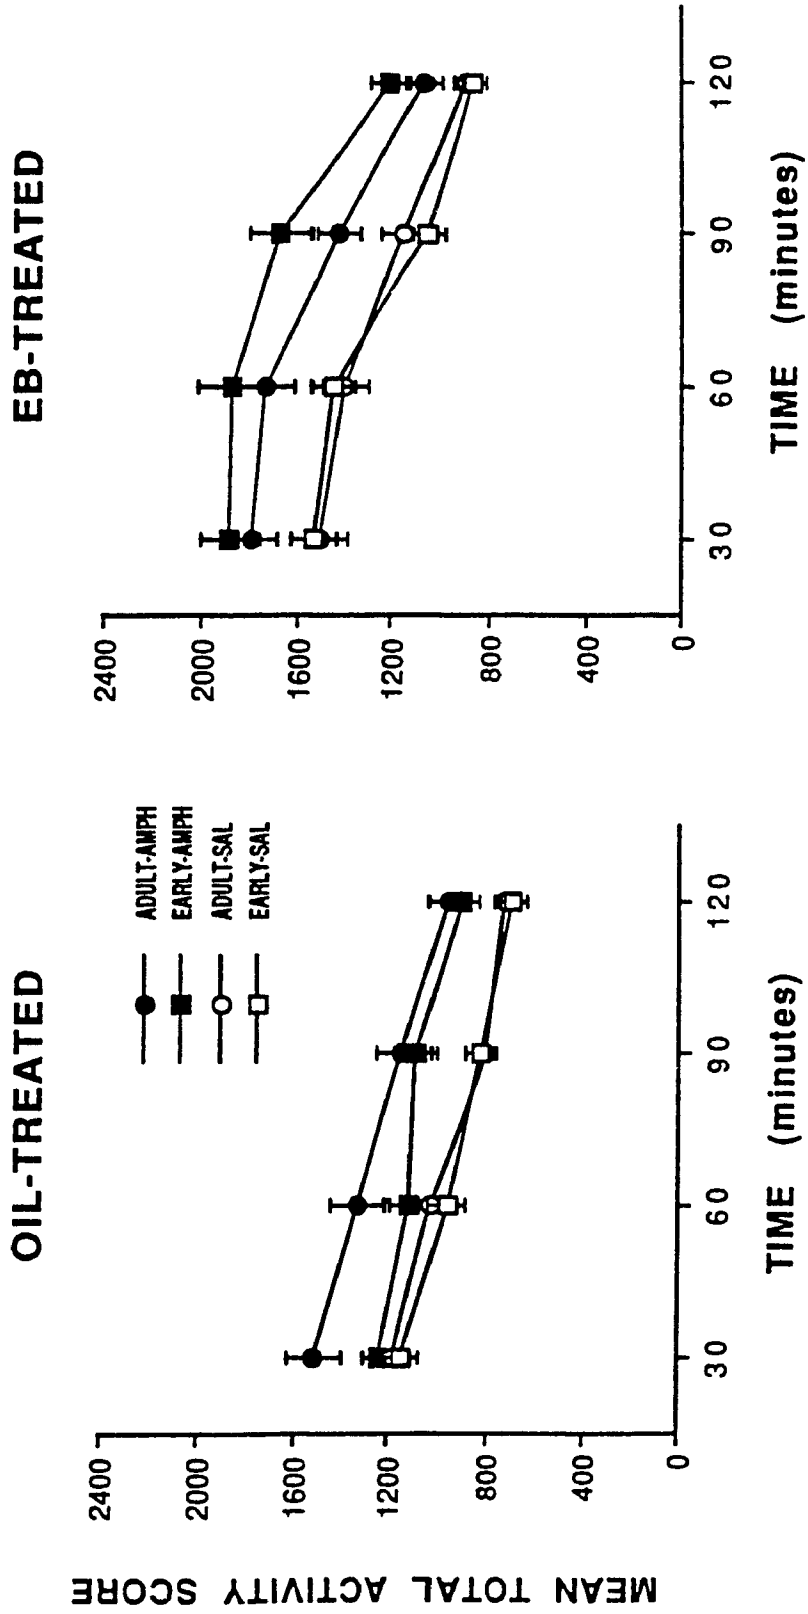 OIL-TREATED
MEAN TOTAL ACTIVITY SCORE
2400
2000
1600
1200
800
400
0
30
60
90
120
TIME (minutes)
ADULT-AMPH
EARLY-AMPH
ADULT-SAL
EARLY-SAL
EB-TREATED
2400
2000
1600
1200
800
400
0
30
60
90
120
TIME (minutes)